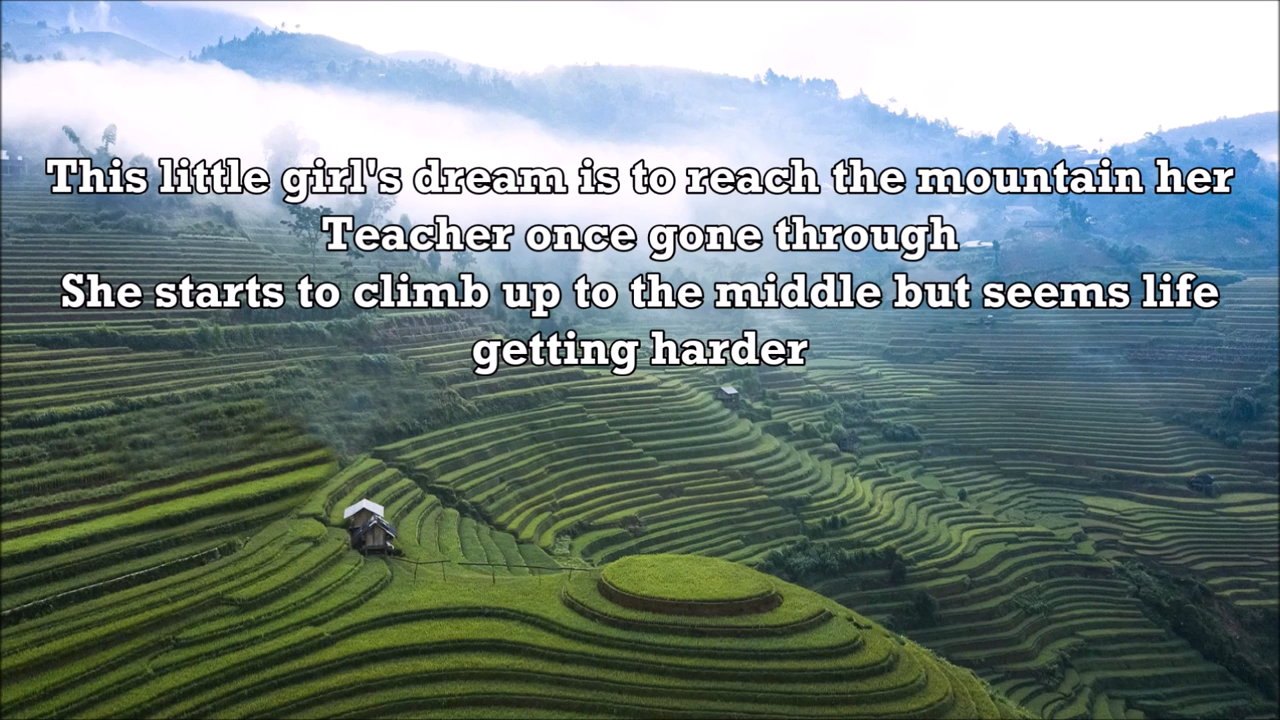 This little girl's dream is to reach the mountain her
Teacher once gone through
She starts to climb up to the middle but seems life
getting harder